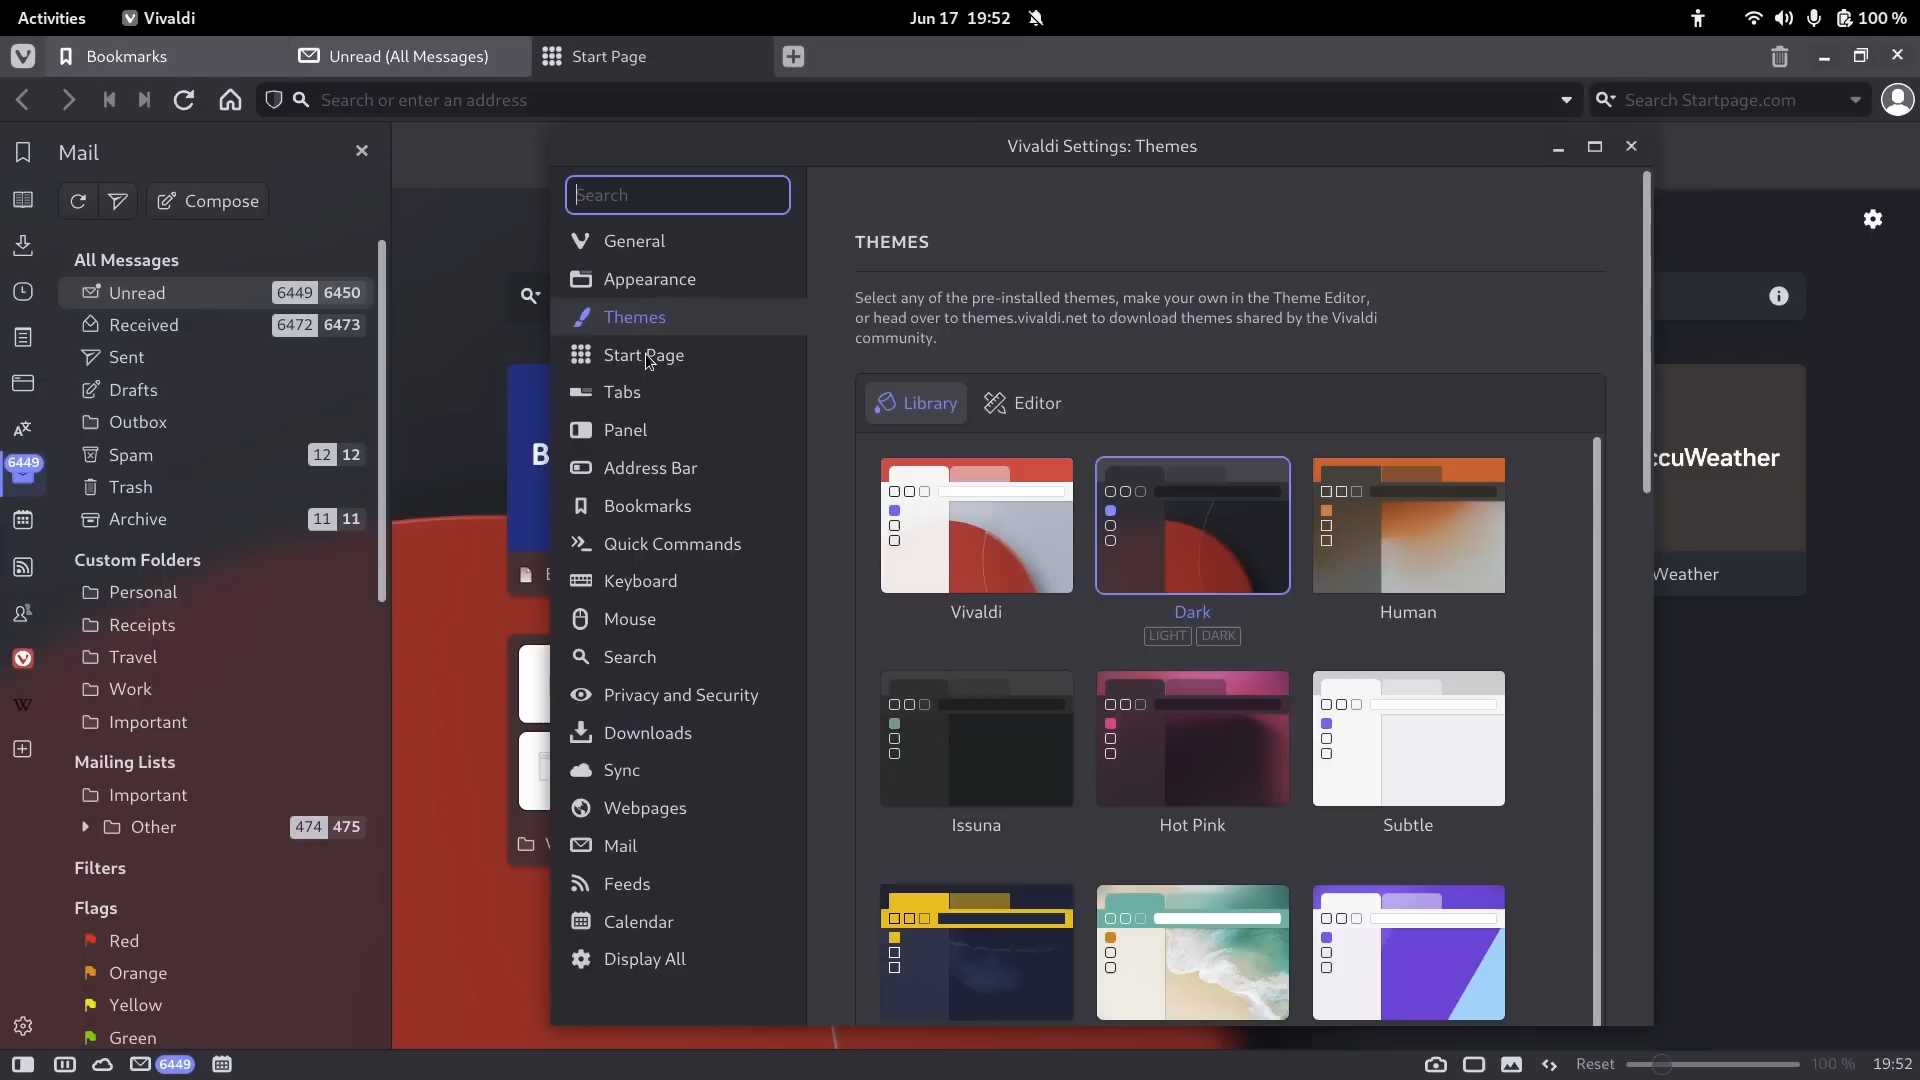 Activities
Vivaldi
Jun 17 19:52
100 %
Bookmarks
Unread (All Messages)
Start Page
Search or enter an address
Search Startpage.com
Mail
Compose
All Messages
Unread 6449 6450
Received 6472 6473
Sent
Drafts
Outbox
Spam 12 12
Trash
Archive 11 11
Custom Folders
Personal
Receipts
Travel
Work
Important
Mailing Lists
Important
Other 474 475
Filters
Flags
Red
Orange
Yellow
Green
6449
W
B
Vivaldi Settings: Themes
Search
General
Appearance
Themes
Start Page
Tabs
Panel
Address Bar
Bookmarks
Quick Commands
Keyboard
Mouse
Search
Privacy and Security
Downloads
Sync
Webpages
Mail
Feeds
Calendar
Display All
THEMES
Select any of the pre-installed themes, make your own in the Theme Editor,
or head over to themes.vivaldi.net to download themes shared by the Vivaldi
community.
Library
Editor
Vivaldi
Dark
LIGHT DARK
Human
Issuna
Hot Pink
Subtle
ccuWeather
Weather
6449
Reset
100 %
19:52